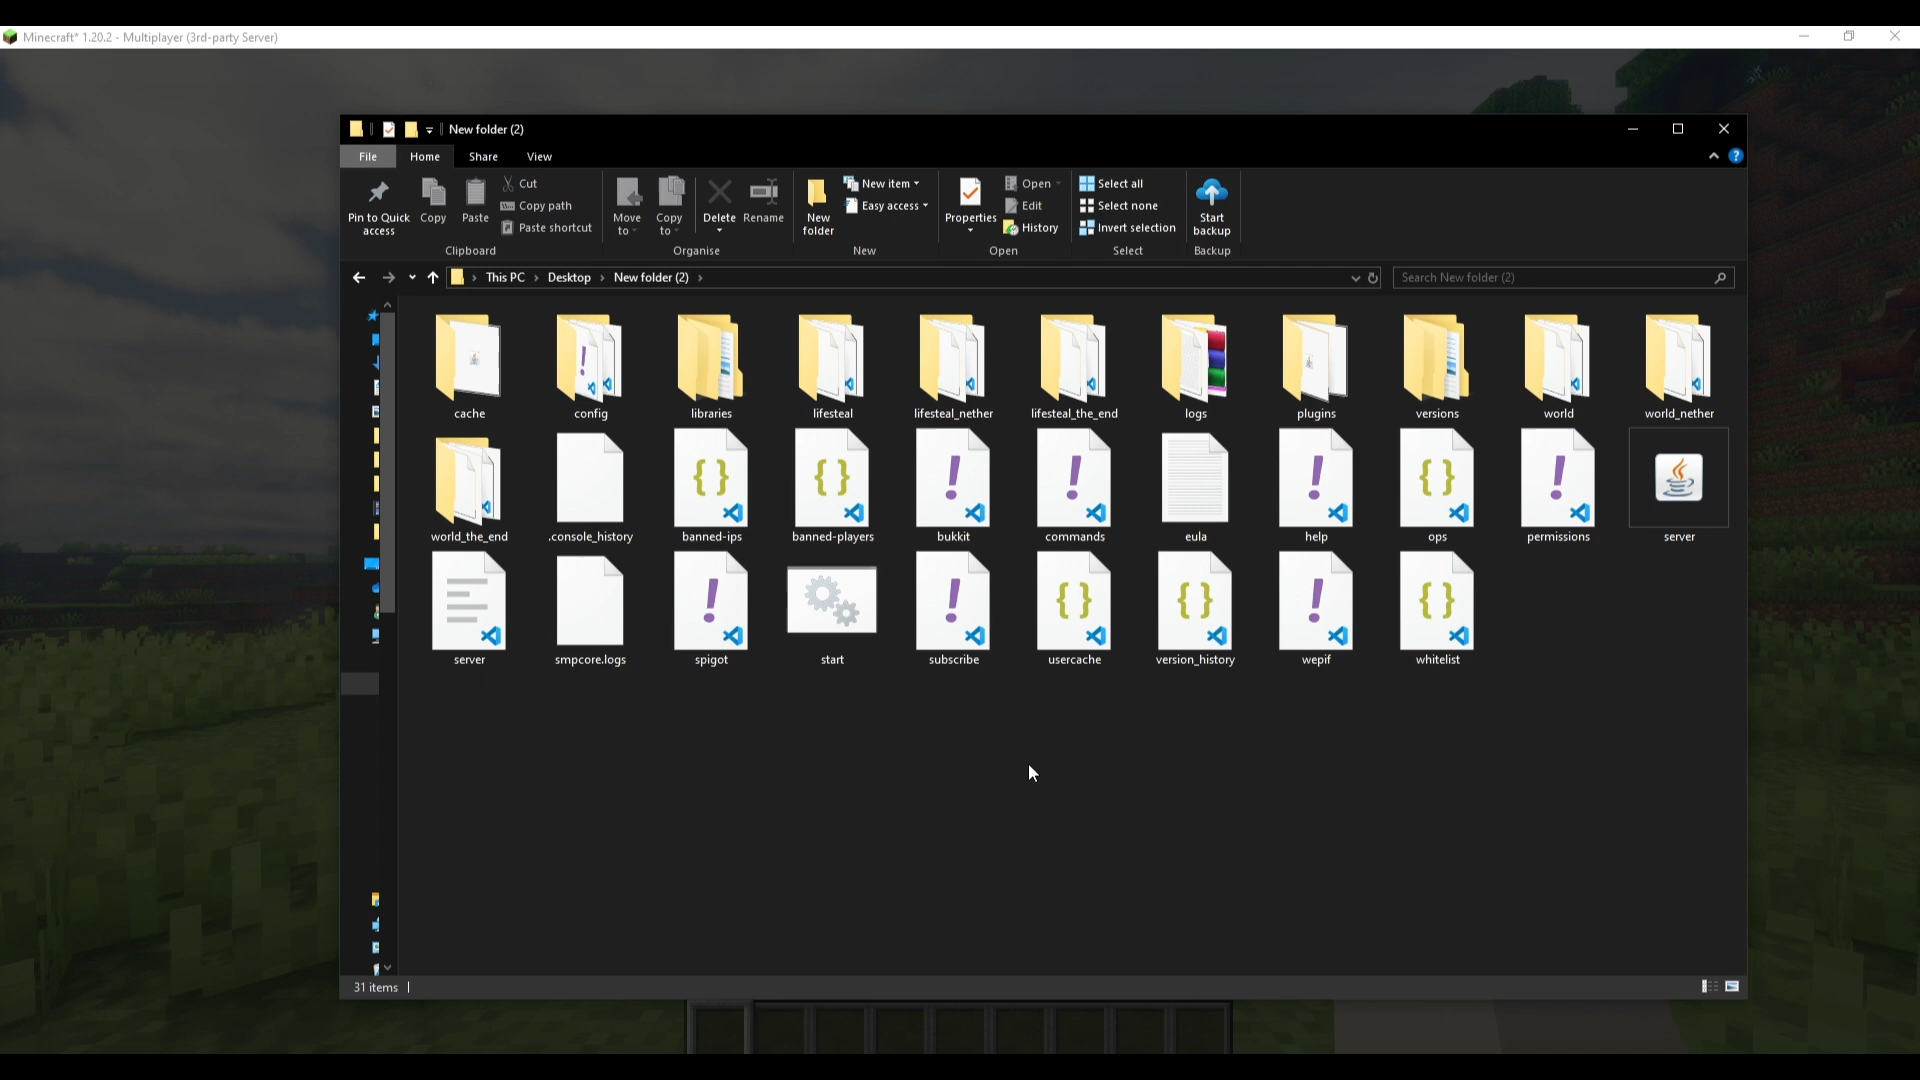 Minecraft* 1.20.2 - Multiplayer (3rd-party Server)
New folder (2)
File Home Share View
Pin to Quick access
Copy
Paste
Cut
Copy path
Paste shortcut
Clipboard
Move to
Copy to
Delete
Rename
Organise
New folder
New item
Easy access
New
Properties
Open
Edit
History
Open
Select all
Select none
Invert selection
Select
Start backup
Backup
This PC > Desktop > New folder (2) >
Search New folder (2)
cache config libraries lifesteal lifesteal_nether lifesteal_the_end logs plugins versions world world_nether
world_the_end .console_history banned-ips banned-players bukkit commands eula help ops permissions server
server smpcore.logs spigot start subscribe usercache version_history wepif whitelist
31 items